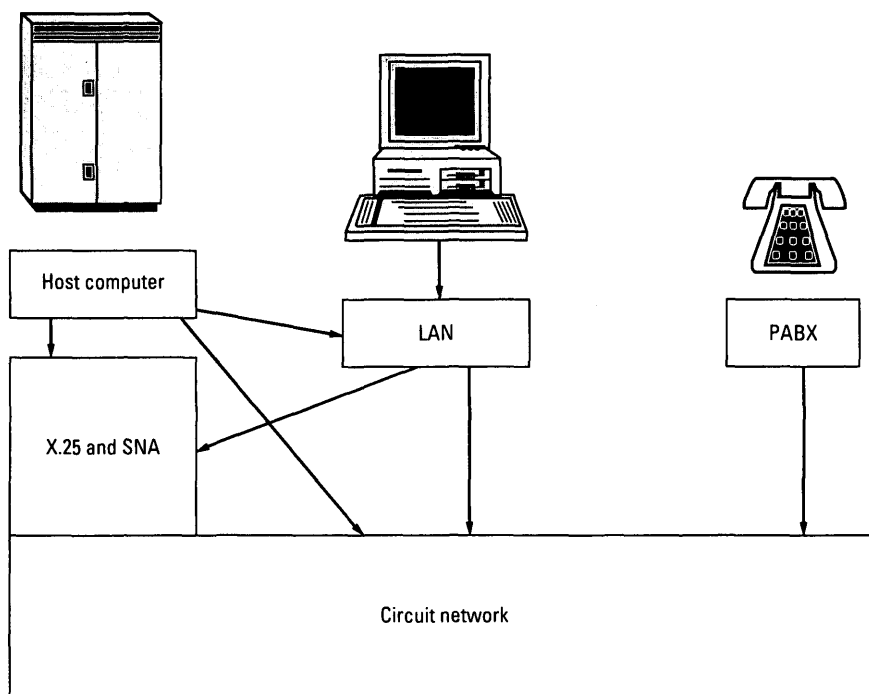 Host computer
LAN
PABX
X.25 and SNA
Circuit network